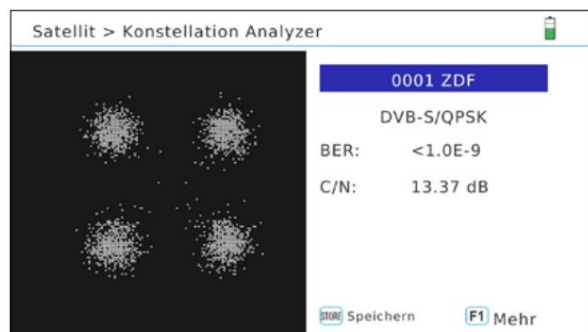 Satellit > Konstellation Analyzer
0001 ZDF
DVB-S/QPSK
BER: <1.0E-9
C/N: 13.37 dB
STORE Speichern F1 Mehr